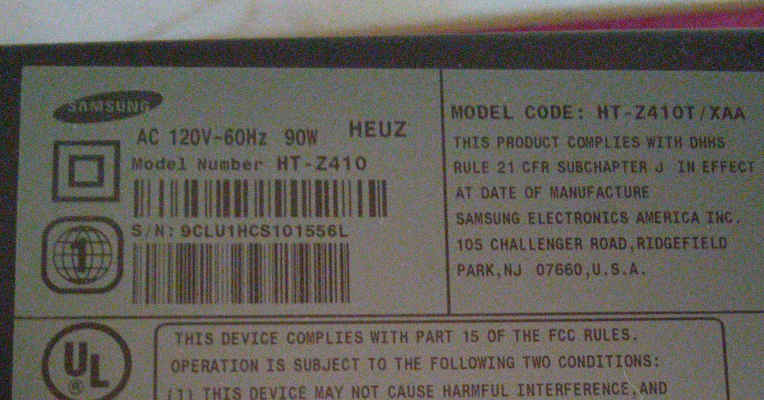 SAMSUNG
AC 120V~60Hz 90W HEUZ
Model Number HT-Z410
S/N: 9CLU1HCS101556L
1
MODEL CODE: HT-Z410T/XAA
THIS PRODUCT COMPLIES WITH DHHS
RULE 21 CFR SUBCHAPTER J IN EFFECT
AT DATE OF MANUFACTURE
SAMSUNG ELECTRONICS AMERICA INC.
105 CHALLENGER ROAD,RIDGEFIELD
PARK,NJ 07660,U.S.A.
UL
®
THIS DEVICE COMPLIES WITH PART 15 OF THE FCC RULES.
OPERATION IS SUBJECT TO THE FOLLOWING TWO CONDITIONS:
(1) THIS DEVICE MAY NOT CAUSE HARMFUL INTERFERENCE,AND